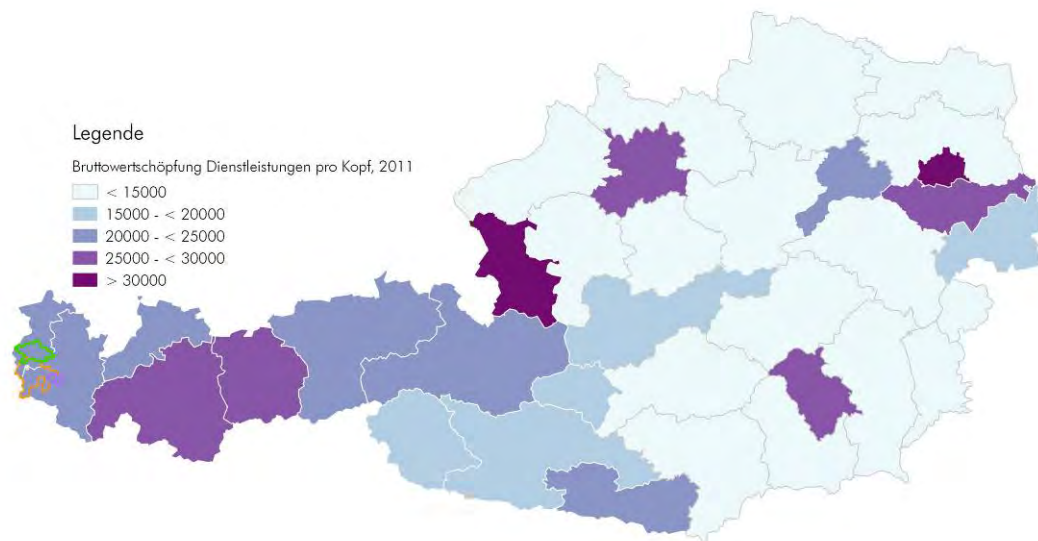 Legende
Bruttowertschöpfung Dienstleistungen pro Kopf, 2011
< 15000
15000 - < 20000
20000 - < 25000
25000 - < 30000
> 30000